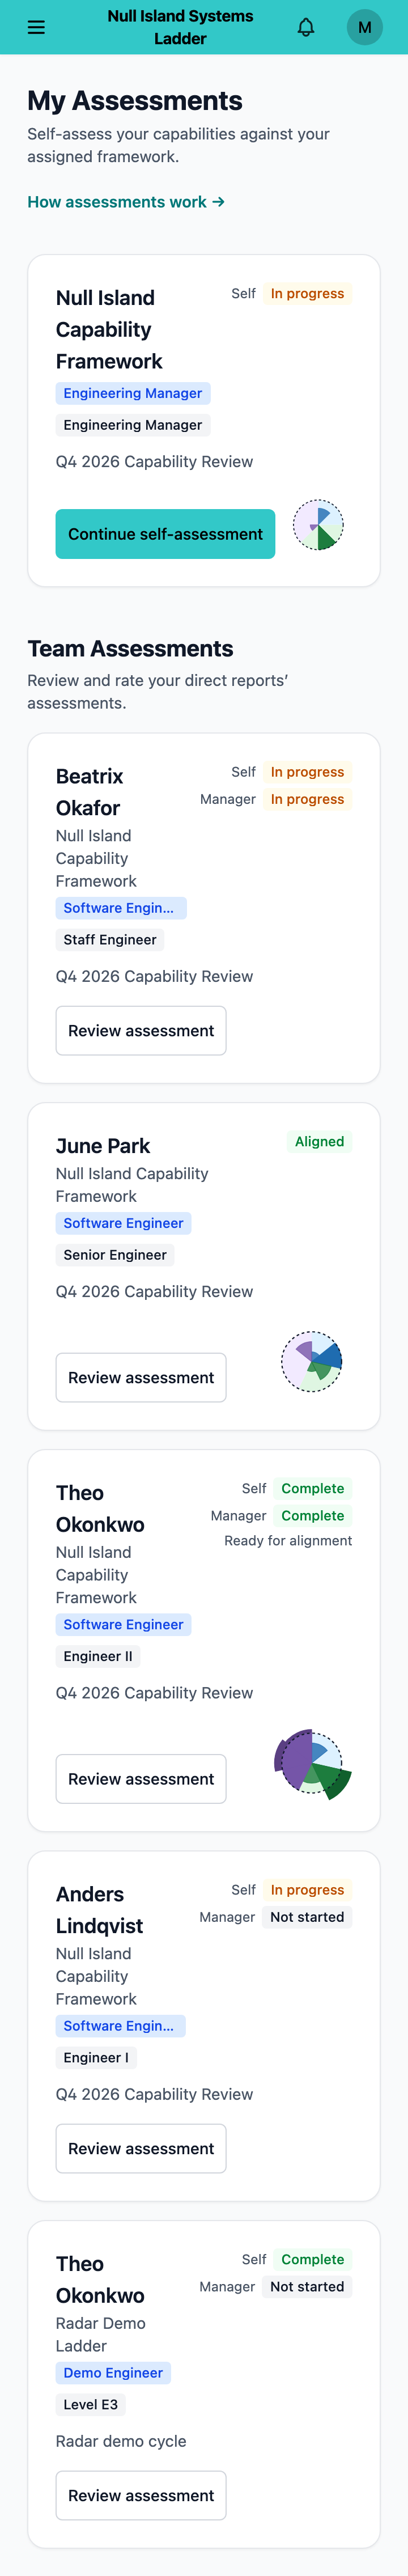 Null Island Systems
Ladder
M
My Assessments
Self-assess your capabilities against your
assigned framework.
How assessments work →
Null Island
Capability
Framework
Self In progress
Engineering Manager
Engineering Manager
Q4 2026 Capability Review
Continue self-assessment
Team Assessments
Review and rate your direct reports’
assessments.
Beatrix
Okafor
Self In progress
Manager In progress
Null Island
Capability
Framework
Software Engin...
Staff Engineer
Q4 2026 Capability Review
Review assessment
June Park
Aligned
Null Island Capability
Framework
Software Engineer
Senior Engineer
Q4 2026 Capability Review
Review assessment
Theo
Okonkwo
Self Complete
Manager Complete
Ready for alignment
Null Island
Capability
Framework
Software Engineer
Engineer II
Q4 2026 Capability Review
Review assessment
Anders
Lindqvist
Self In progress
Manager Not started
Null Island
Capability
Framework
Software Engin...
Engineer I
Q4 2026 Capability Review
Review assessment
Theo
Okonkwo
Self Complete
Manager Not started
Radar Demo
Ladder
Demo Engineer
Level E3
Radar demo cycle
Review assessment